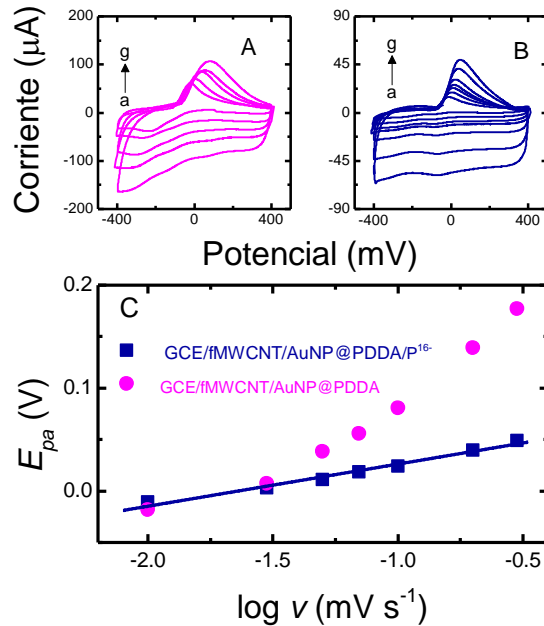 Corriente (µA)
200
100
0
-100
-200
g
a
A
-400
0
400
90
45
0
-45
-90
g
a
B
-400
0
400
Potencial (mV)
C
0.2
0.1
0.0
GCE/fMWCNT/AuNP@PDDA/P16-
GCE/fMWCNT/AuNP@PDDA
Epa (V)
-2.0
-1.5
-1.0
-0.5
log v (mV s-1)